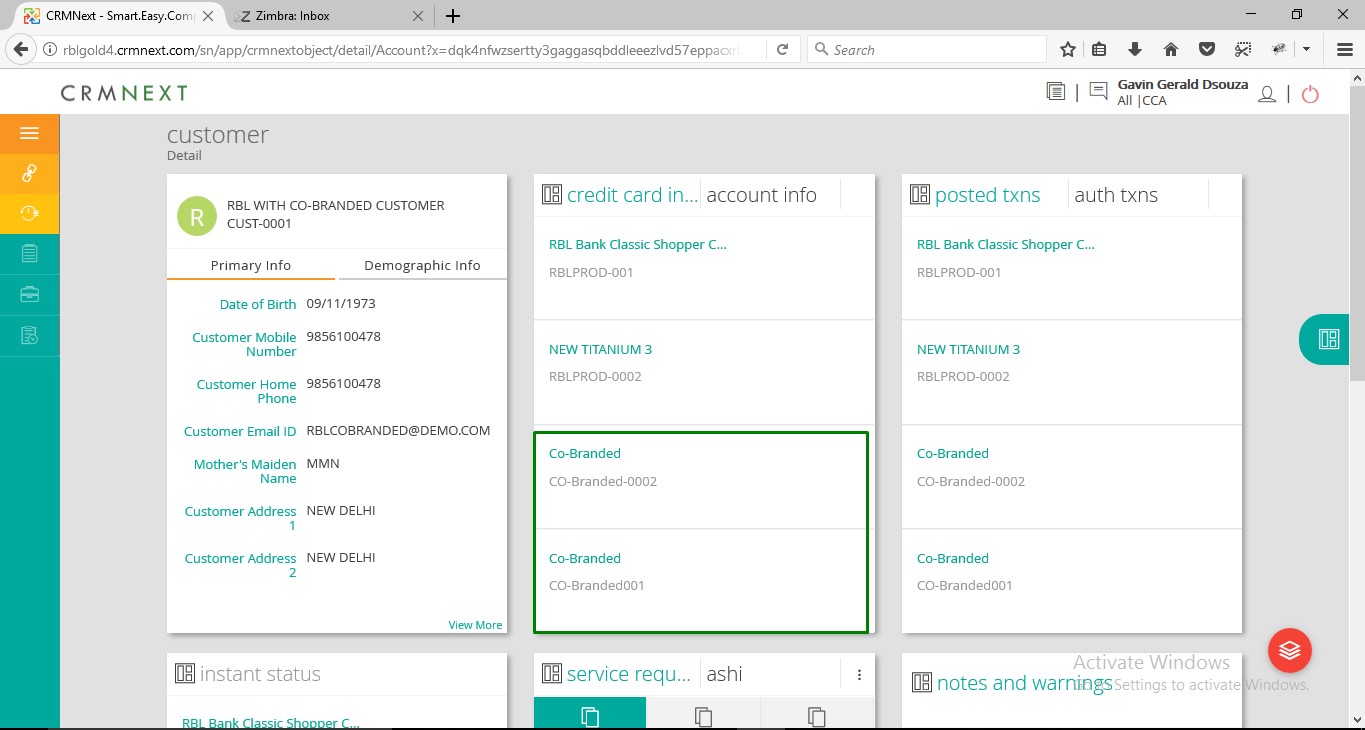 CRMNext - Smart.Easy.Com
Zimbra: Inbox
rblgold4.crmnext.com/sn/app/crmnextobject/detail/Account?x=dqk4nfwzsertty3gaggasqbddleeezlvd57eppacxr
Search
CRMNEXT
Gavin Gerald Dsouza
All |CCA
customer
Detail
R
RBL WITH CO-BRANDED CUSTOMER
CUST-0001
Primary Info
Demographic Info
Date of Birth 09/11/1973
Customer Mobile 9856100478
Number
Customer Home 9856100478
Phone
Customer Email ID RBLCOBRANDED@DEMO.COM
Mother's Maiden MMN
Name
Customer Address NEW DELHI
1
Customer Address NEW DELHI
2
View More
credit card in... account info
RBL Bank Classic Shopper C...
RBLPROD-001
NEW TITANIUM 3
RBLPROD-0002
Co-Branded
CO-Branded-0002
Co-Branded
CO-Branded001
posted txns auth txns
RBL Bank Classic Shopper C...
RBLPROD-001
NEW TITANIUM 3
RBLPROD-0002
Co-Branded
CO-Branded-0002
Co-Branded
CO-Branded001
instant status
RBL Bank Classic Shopper C...
service requ... ashi
notes and warnings
Activate Windows
Settings to activate Windows.